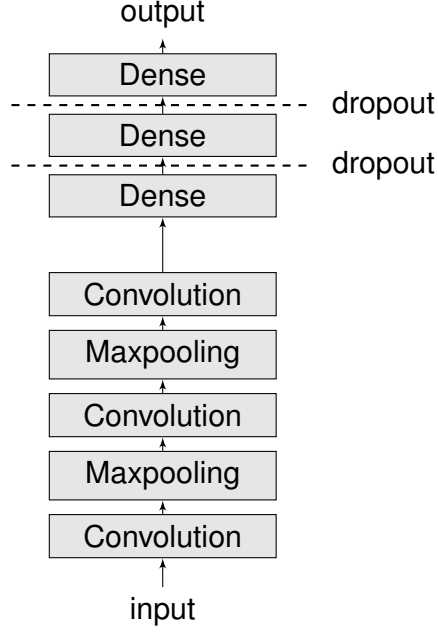 output
Dense
dropout
Dense
dropout
Dense
Convolution
Maxpooling
Convolution
Maxpooling
Convolution
input